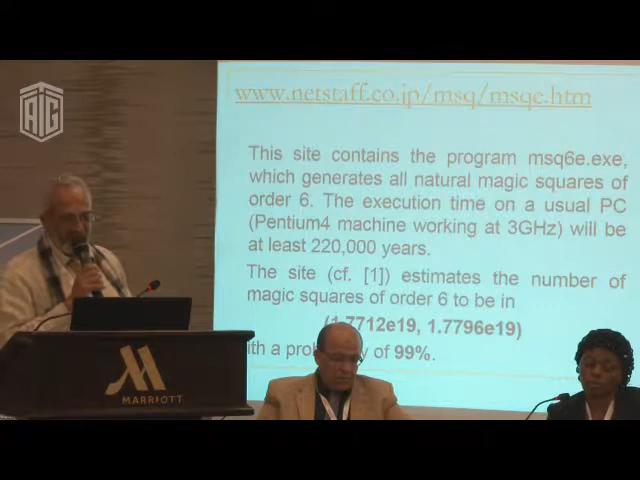 AIG
www.netstaff.co.jp/msq/msqe.htm
This site contains the program msq6e.exe,
which generates all natural magic squares of
order 6. The execution time on a usual PC
(Pentium4 machine working at 3GHz) will be
at least 220,000 years.
The site (cf. [1]) estimates the number of
magic squares of order 6 to be in
(1.7712e19, 1.7796e19)
of 99%.
MARRIOTT